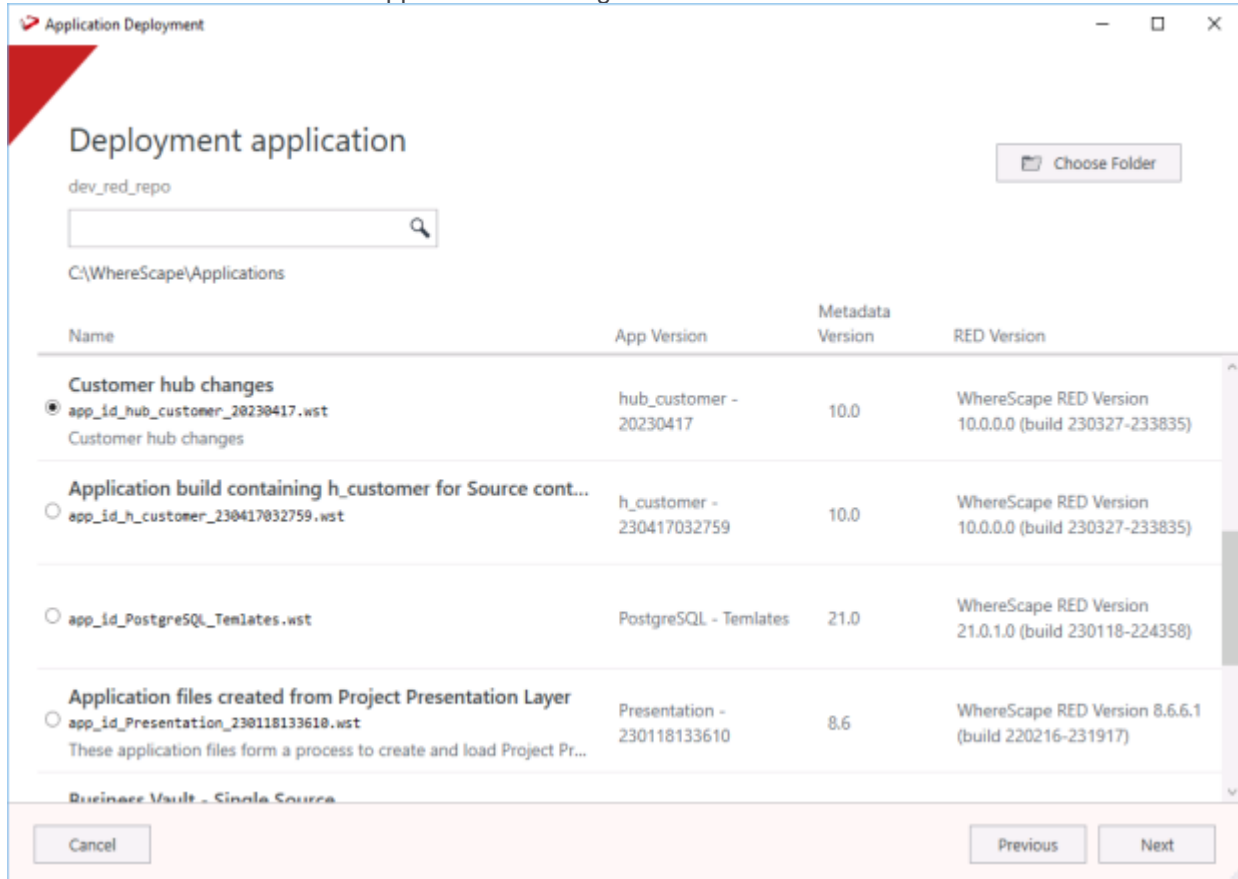 Application Deployment
Deployment application
Choose Folder
dev_red_repo
C:\WhereScape\Applications
Name
App Version
Metadata
Version
RED Version
Customer hub changes
app_id_hub_customer_20230417.wst
Customer hub changes
hub_customer -
20230417
10.0
WhereScape RED Version
10.0.0.0 (build 230327-233835)
Application build containing h_customer for Source cont...
app_id_h_customer_230417032759.wst
h_customer -
230417032759
10.0
WhereScape RED Version
10.0.0.0 (build 230327-233835)
app_id_PostgreSQL_Temlates.wst
PostgreSQL - Temlates
21.0
WhereScape RED Version
21.0.1.0 (build 230118-224358)
Application files created from Project Presentation Layer
app_id_Presentation_230118133610.wst
These application files form a process to create and load Project Pr...
Presentation -
230118133610
8.6
WhereScape RED Version 8.6.6.1
(build 220216-231917)
Business Vault - Single Source
Cancel
Previous
Next